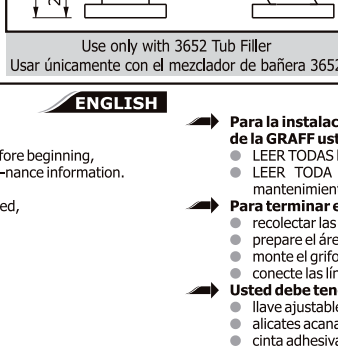 Use only with 3652 Tub Filler
Usar únicamente con el mezclador de bañera 3652
ENGLISH
fore beginning,
-nance information.
ed,
Para la instalac
de la GRAFF ust
LEER TODAS
LEER TODA
mantenimien
Para terminar e
recolectar las
prepare el áre
monte el grifo
conecte las lín
Usted debe ten
llave ajustable
alicates acana
cinta adhesiva